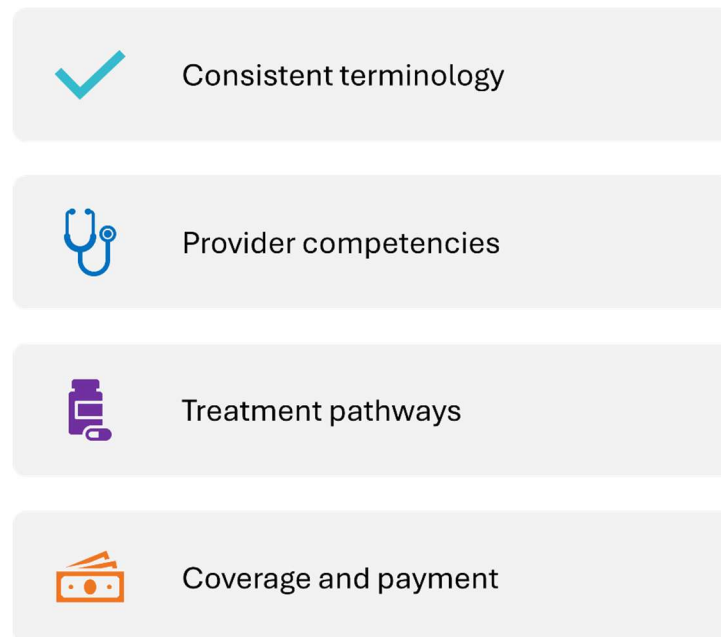 Consistent terminology
Provider competencies
Treatment pathways
Coverage and payment